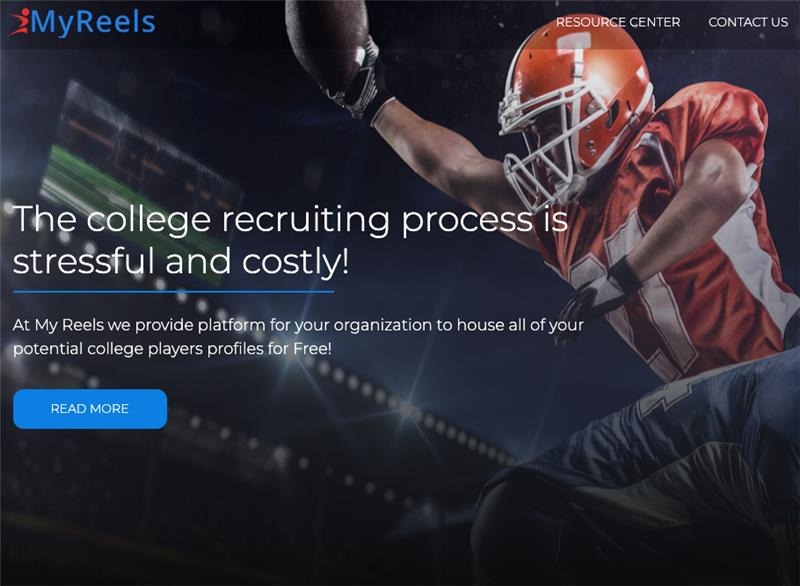 MyReels
RESOURCE CENTER
CONTACT US
The college recruiting process is
stressful and costly!
At My Reels we provide platform for your organization to house all of your
potential college players profiles for Free!
READ MORE